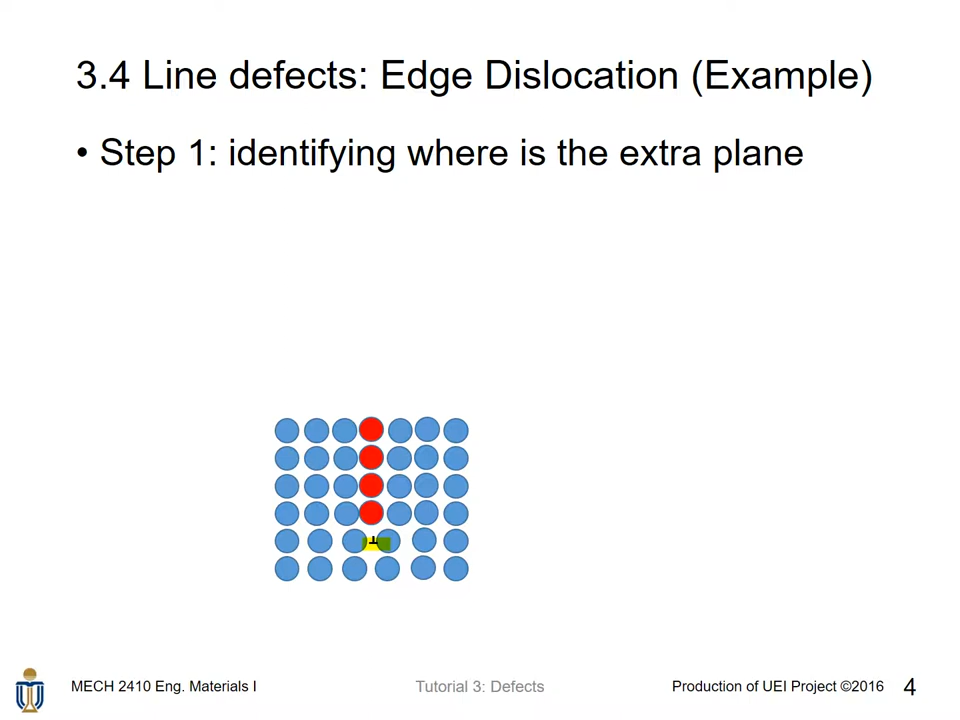 3.4 Line defects: Edge Dislocation (Example)
• Step 1: identifying where is the extra plane
⊥
MECH 2410 Eng. Materials I
Tutorial 3: Defects
Production of UEI Project ©2016
4